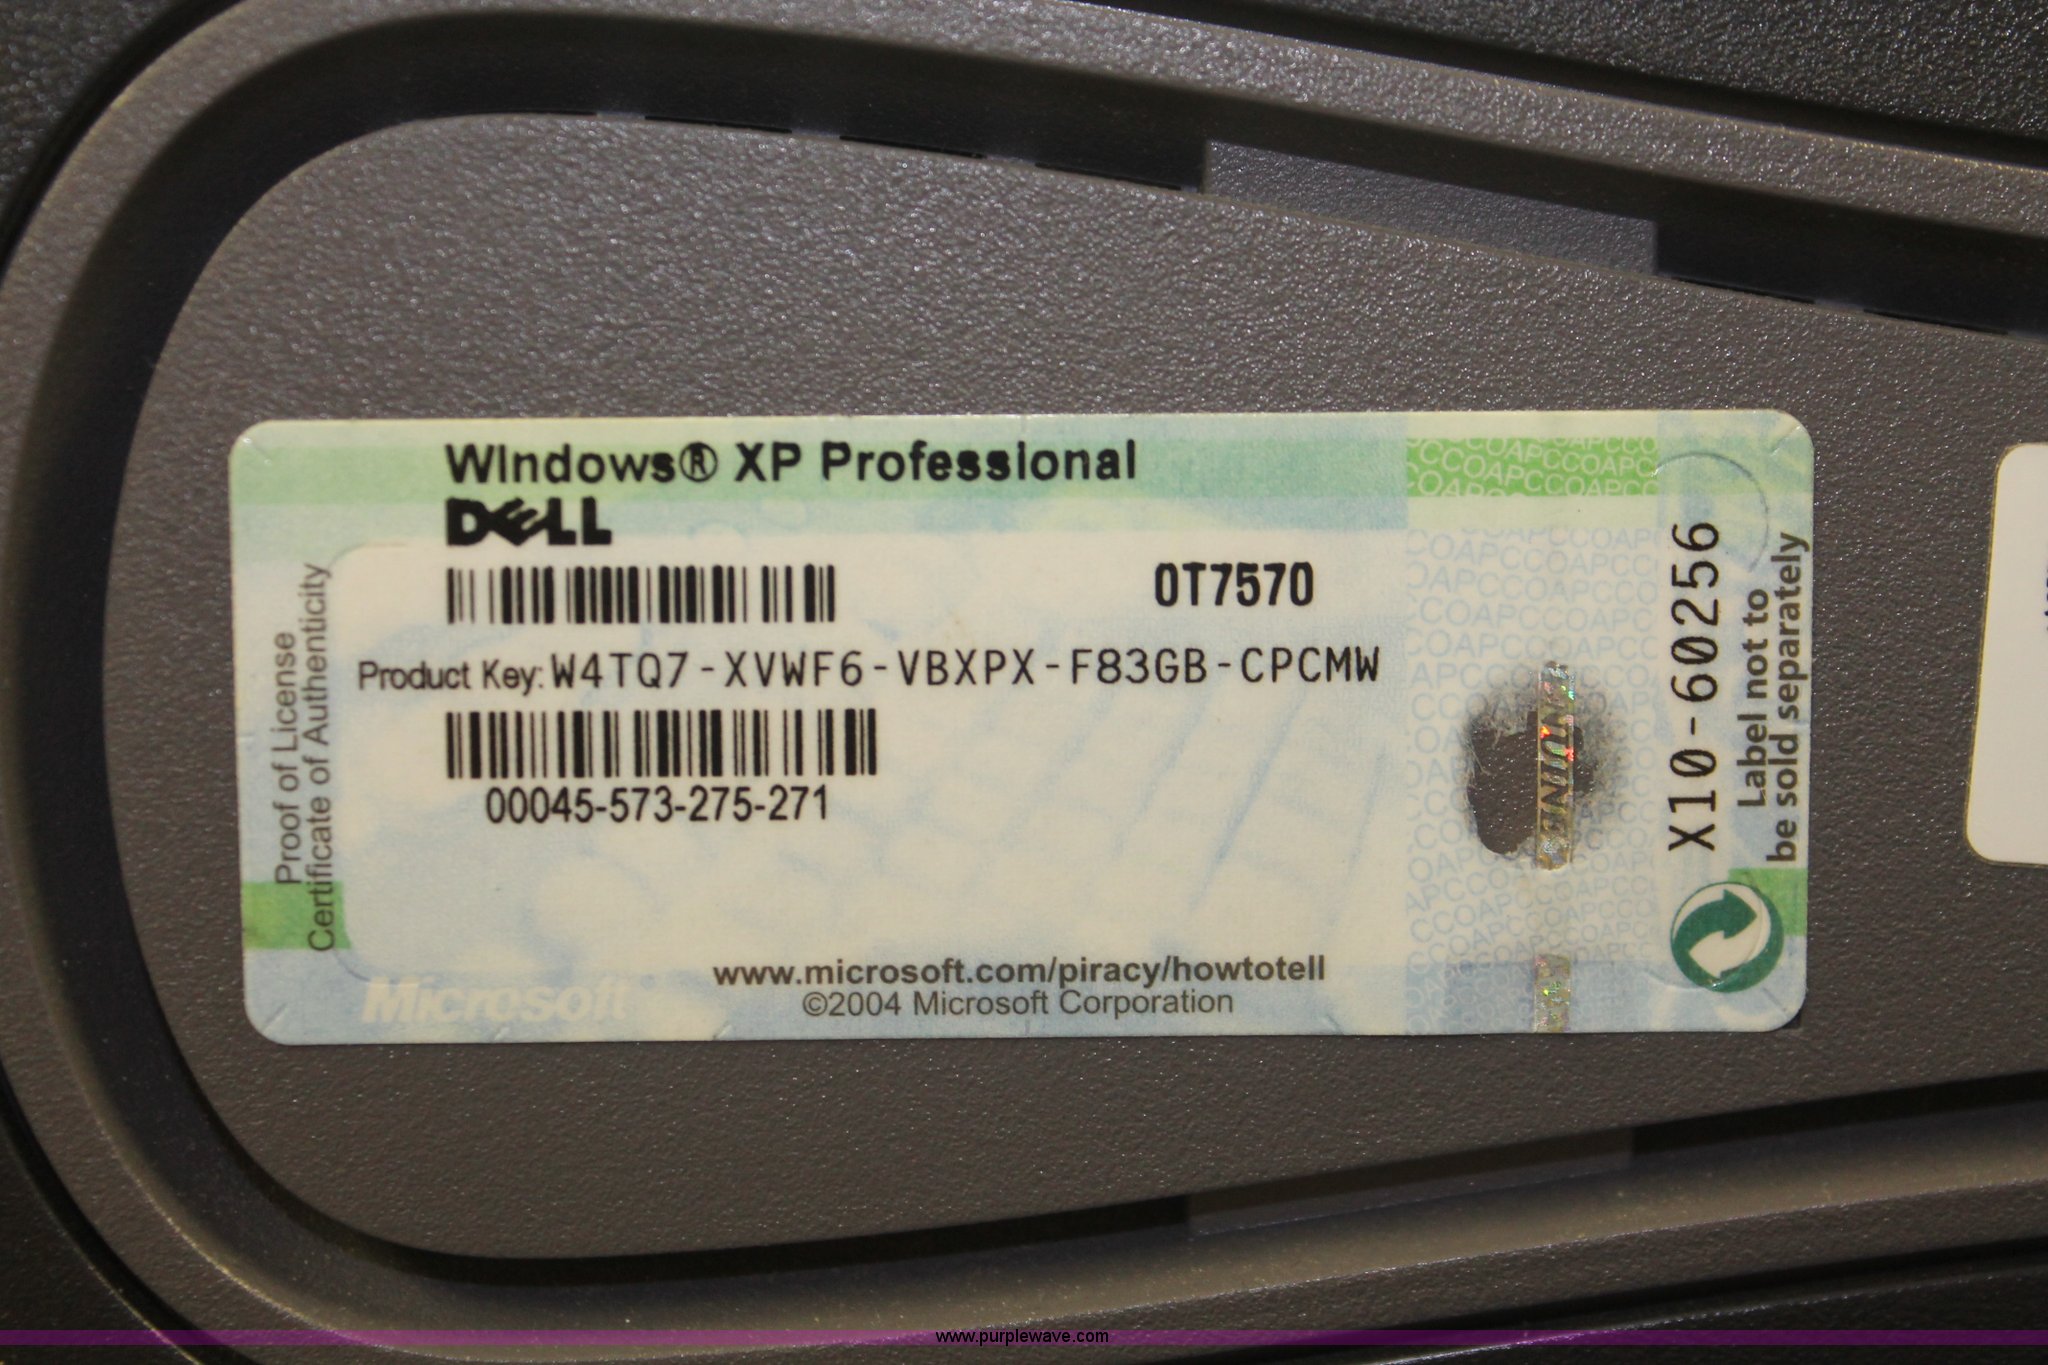 Windows® XP Professional
DELL
0T7570
Product Key: W4TQ7-XVWF6-VBXPX-F83GB-CPCMW
00045-573-275-271
www.microsoft.com/piracy/howtotell
©2004 Microsoft Corporation
Microsoft
Proof of License
Certificate of Authenticity
GENUINE
X10-60256
Label not to
be sold separately
www.purplewave.com